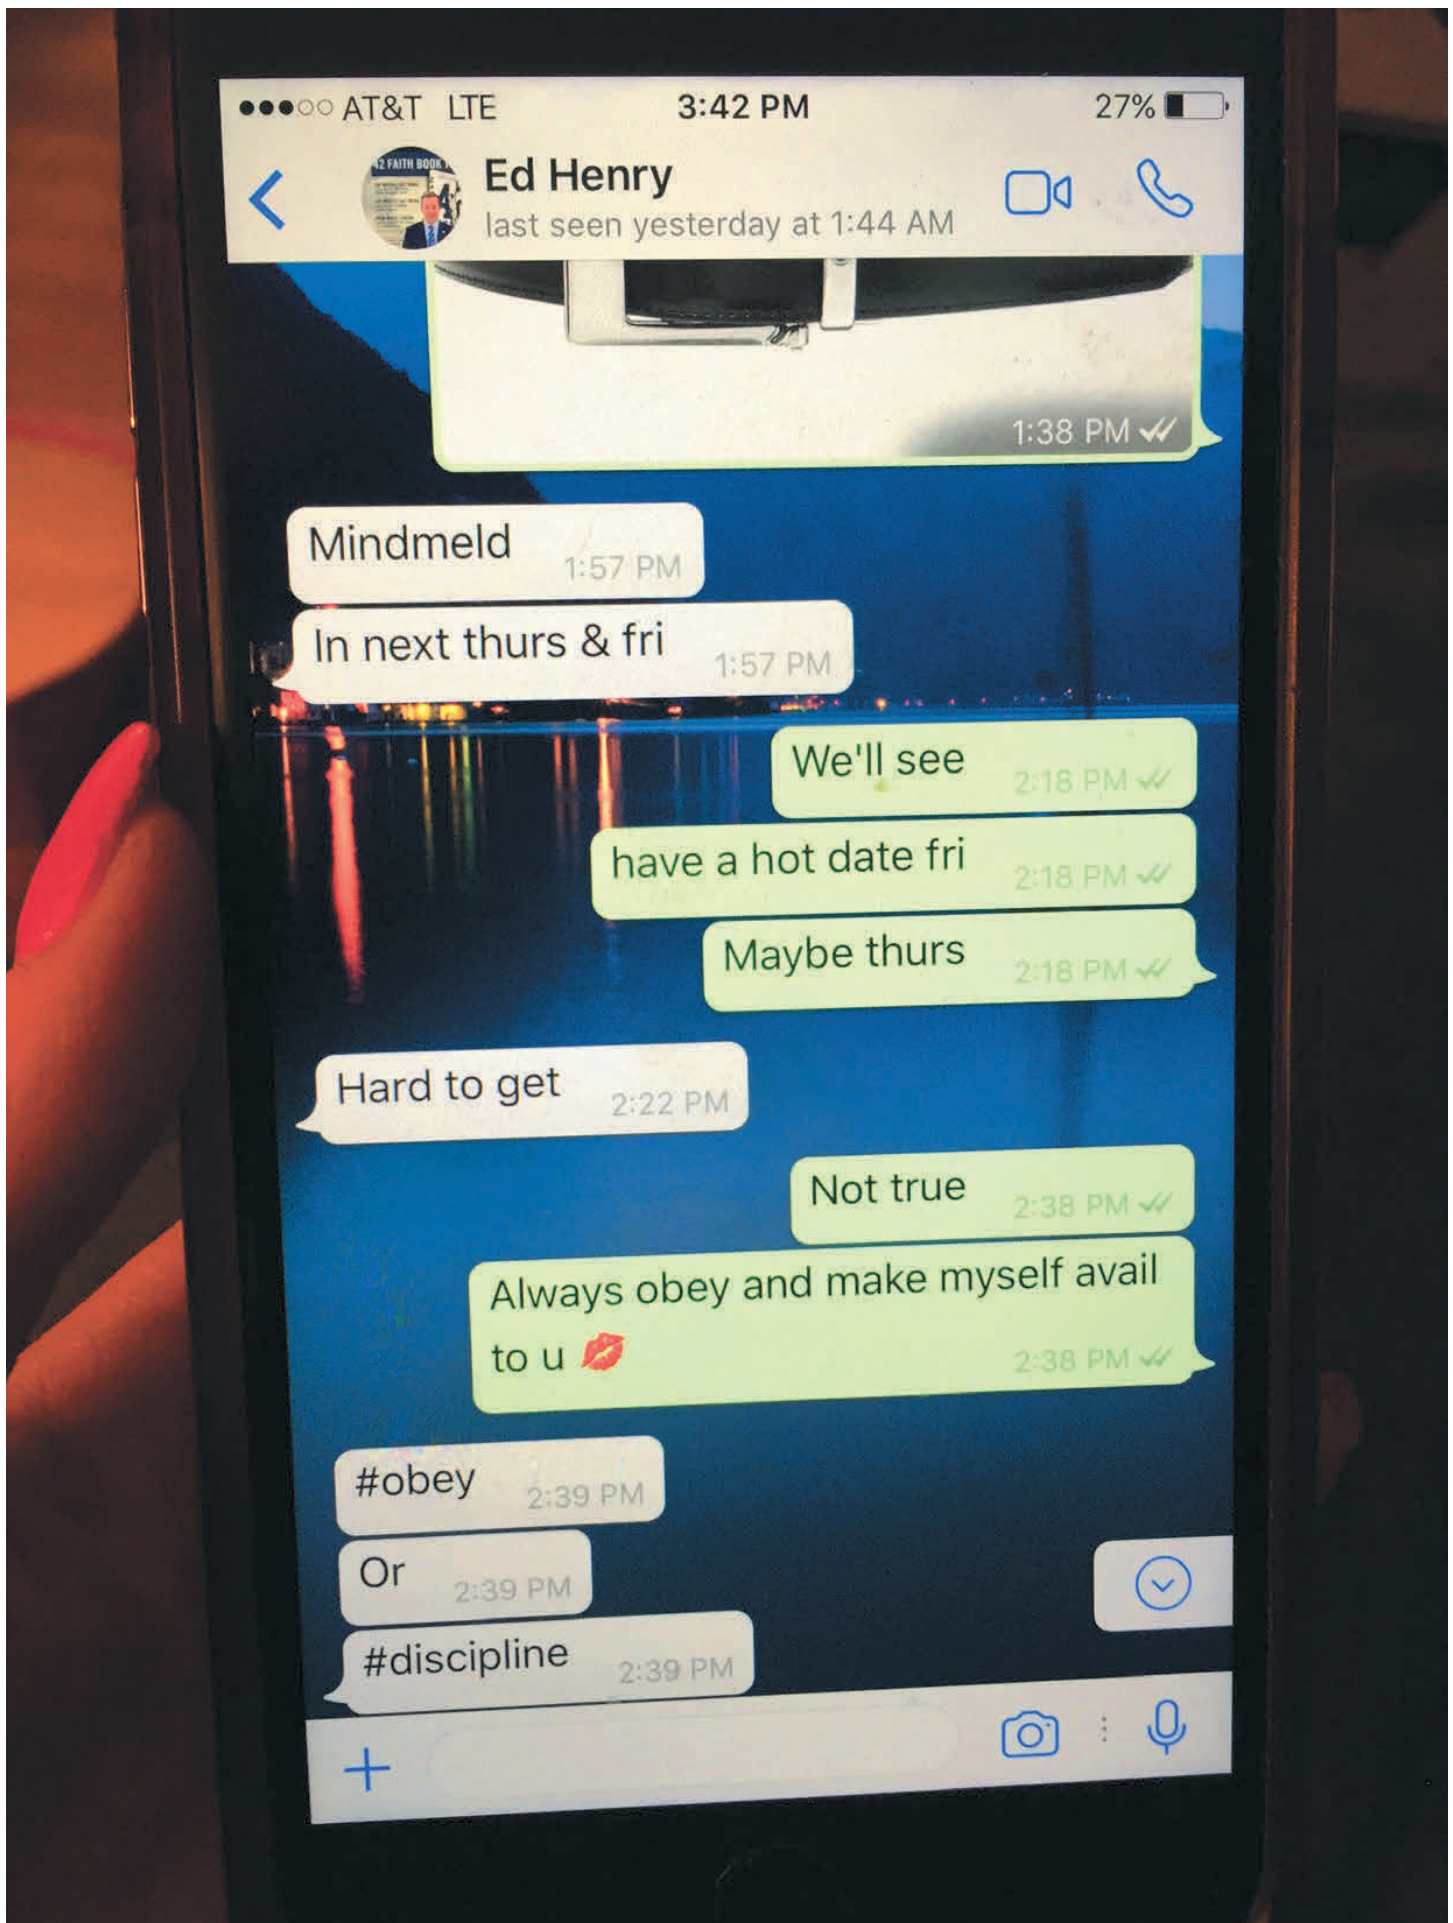 AT&T LTE 3:42 PM 27%
42 FAITH BOOK
Ed Henry
last seen yesterday at 1:44 AM
1:38 PM
Mindmeld 1:57 PM
In next thurs & fri 1:57 PM
We'll see 2:18 PM
have a hot date fri 2:18 PM
Maybe thurs 2:18 PM
Hard to get 2:22 PM
Not true 2:38 PM
Always obey and make myself avail
to u 💋 2:38 PM
#obey 2:39 PM
Or 2:39 PM
#discipline 2:39 PM